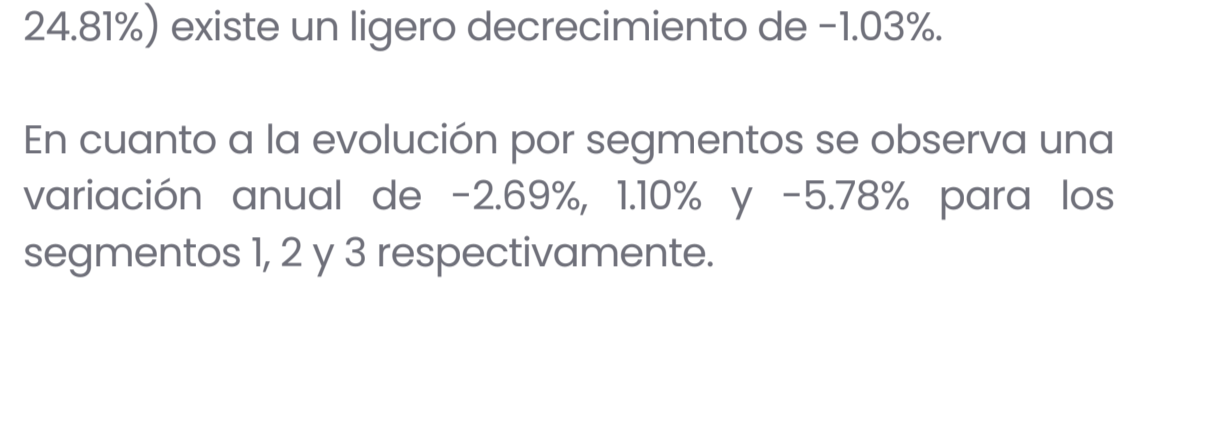 24.81%) existe un ligero decrecimiento de -1.03%.
En cuanto a la evolución por segmentos se observa una
variación anual de -2.69%, 1.10% y -5.78% para los
segmentos 1, 2 y 3 respectivamente.